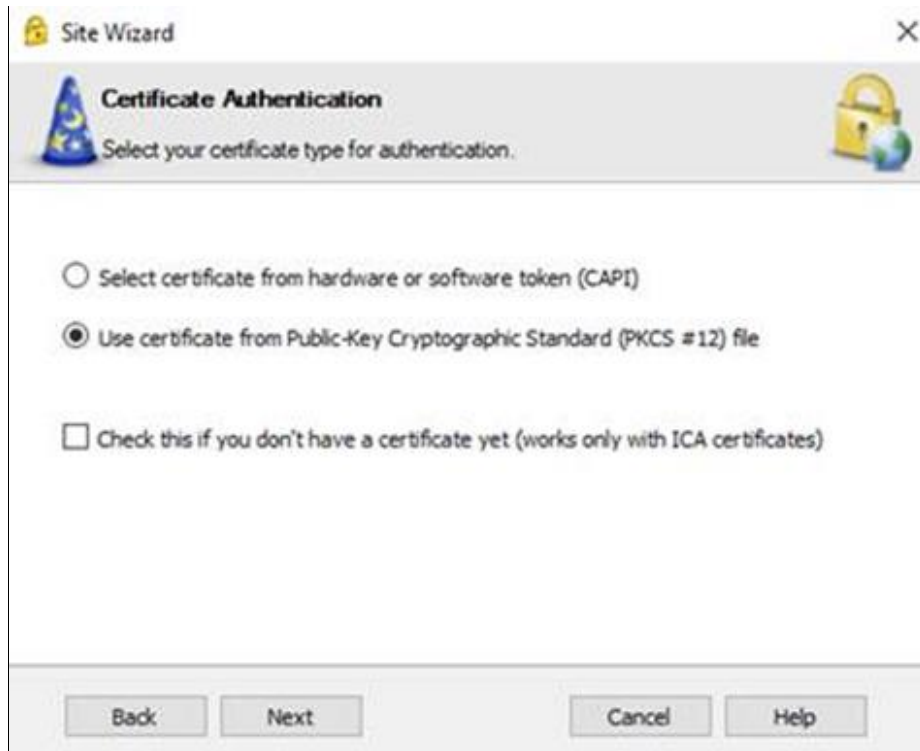 Site Wizard
Certificate Authentication
Select your certificate type for authentication.
Select certificate from hardware or software token (CAPI)
Use certificate from Public-Key Cryptographic Standard (PKCS #12) file
Check this if you don't have a certificate yet (works only with ICA certificates)
Back Next Cancel Help